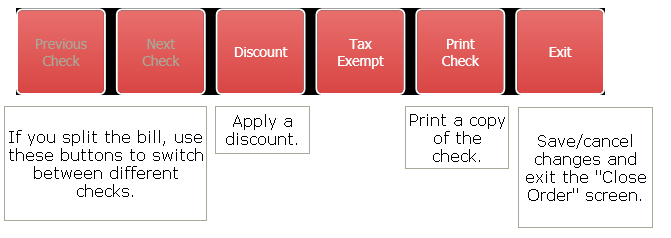 Previous
Check
Next
Check
Discount
Tax
Exempt
Print
Check
Exit
If you split the bill, use
these buttons to switch
between different
checks.
Apply a
discount.
Print a copy
of the
check.
Save/cancel
changes and
exit the "Close
Order" screen.